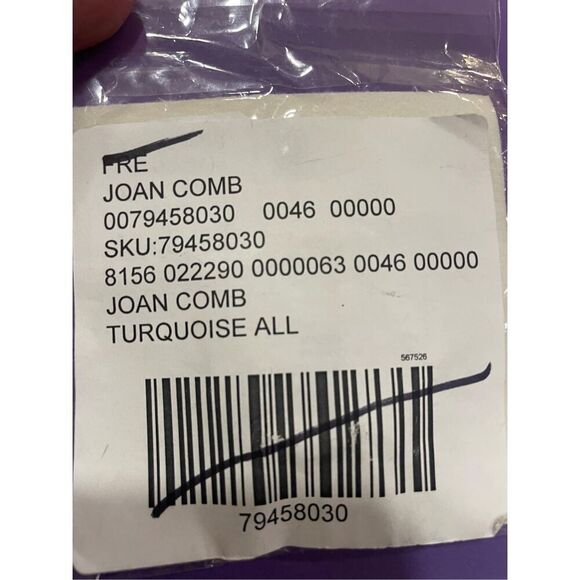 FRE
JOAN COMB
0079458030 0046 00000
SKU:79458030
8156 022290 0000063 0046 00000
JOAN COMB
TURQUOISE ALL
567526
79458030